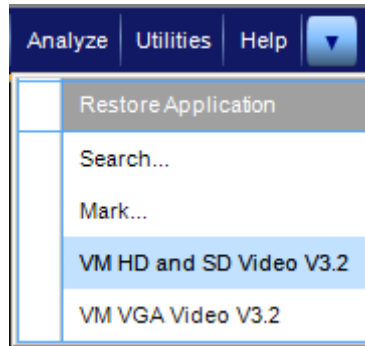 Analyze Utilities Help
Restore Application
Search...
Mark...
VM HD and SD Video V3.2
VM VGA Video V3.2